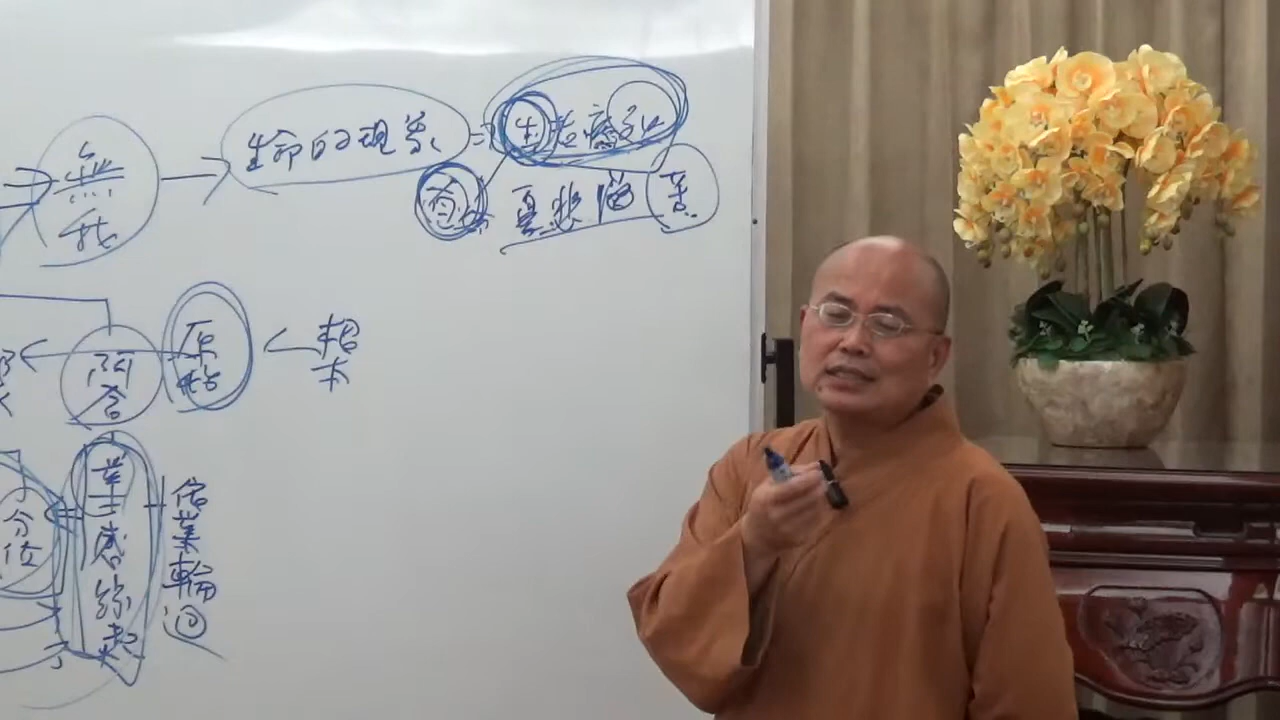 無我
生命的現象
生老病死
有
憂悲惱
苦
原始
根本
阿含
分位
業感緣起
依業輪迴